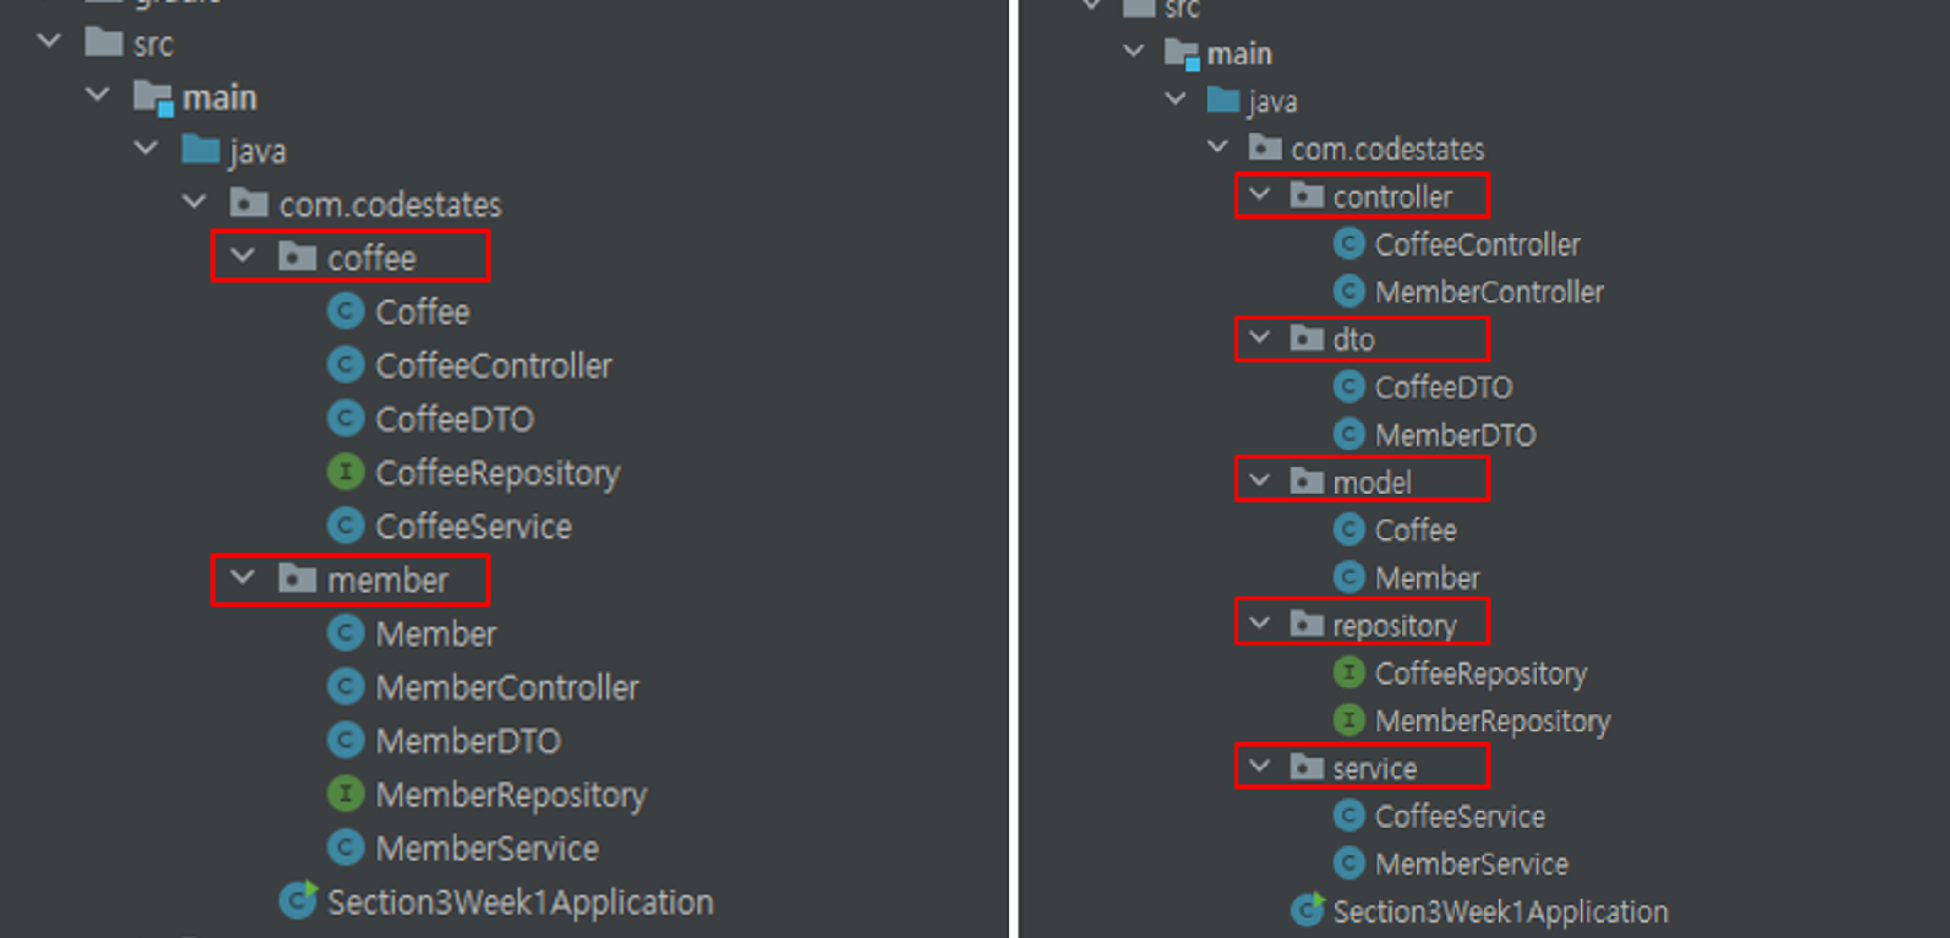 gradle
src
main
java
com.codestates
coffee
Coffee
CoffeeController
CoffeeDTO
CoffeeRepository
CoffeeService
member
Member
MemberController
MemberDTO
MemberRepository
MemberService
Section3Week1Application
src
main
java
com.codestates
controller
CoffeeController
MemberController
dto
CoffeeDTO
MemberDTO
model
Coffee
Member
repository
CoffeeRepository
MemberRepository
service
CoffeeService
MemberService
Section3Week1Application